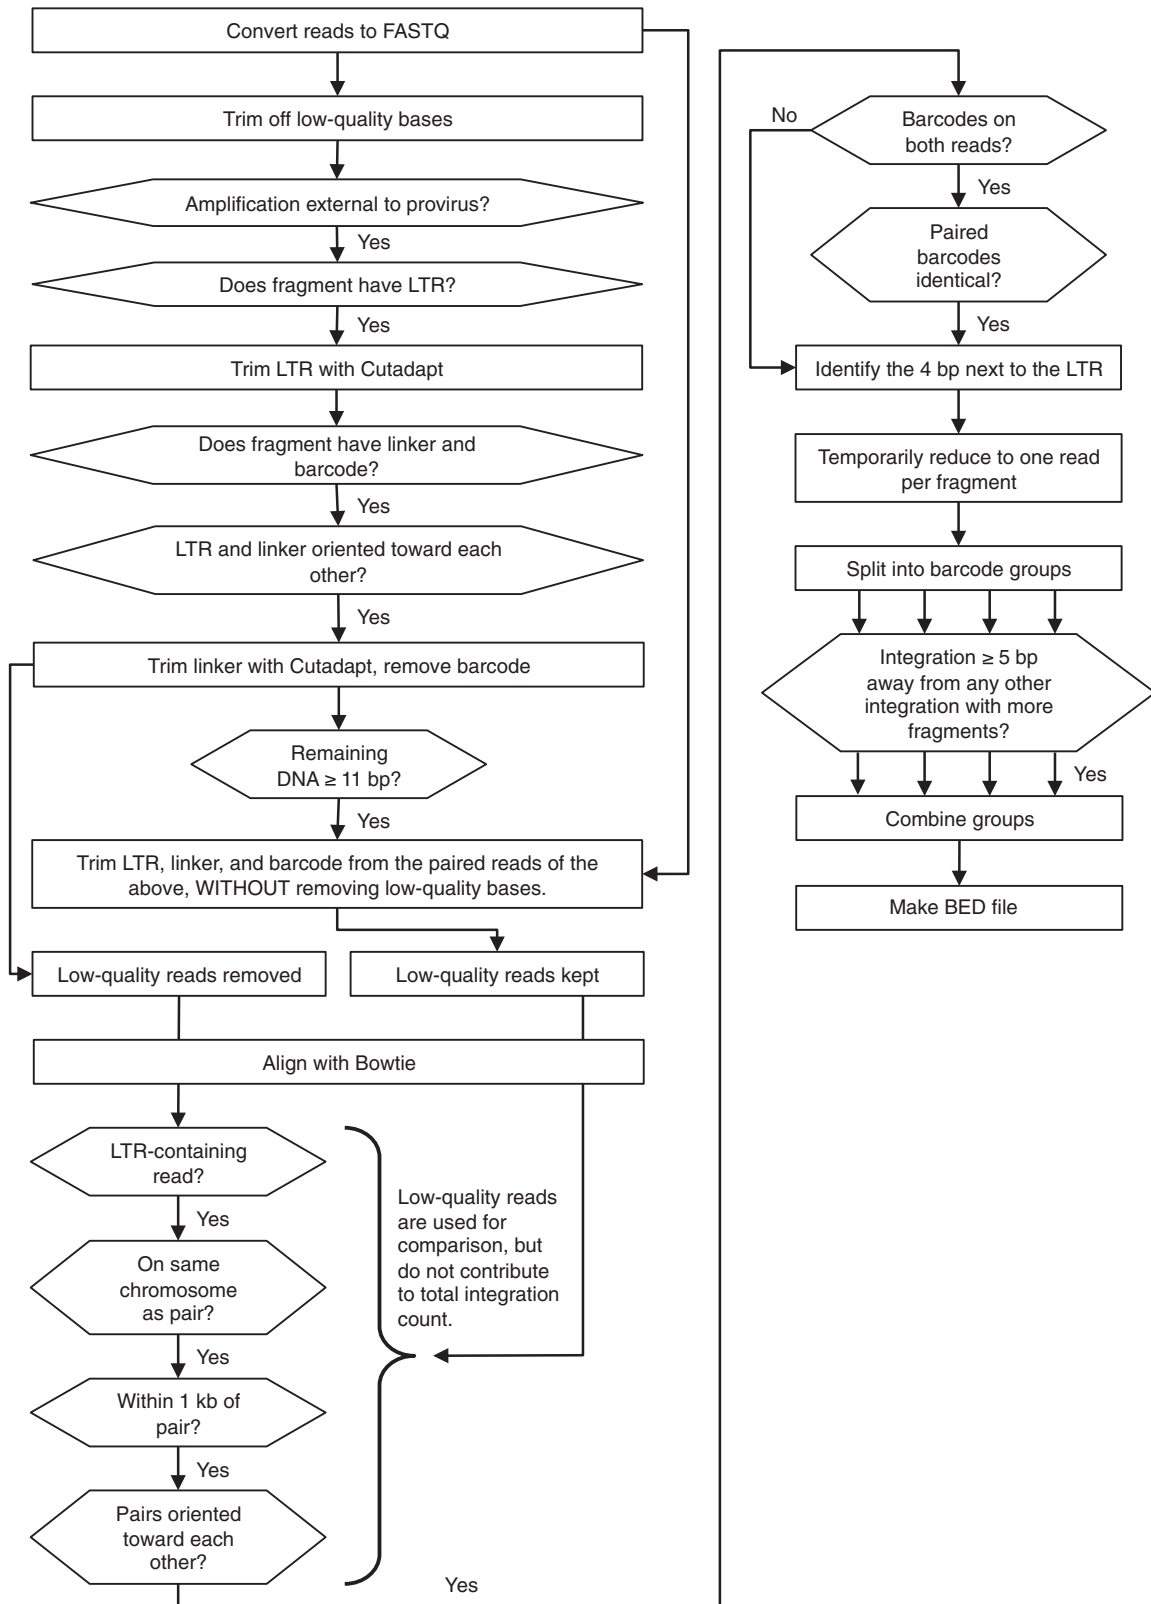 Convert reads to FASTQ
Trim off low-quality bases
Amplification external to provirus?
Yes
Does fragment have LTR?
Yes
Trim LTR with Cutadapt
Does fragment have linker and
barcode?
Yes
LTR and linker oriented toward each
other?
Yes
Trim linker with Cutadapt, remove barcode
Remaining
DNA ≥ 11 bp?
Yes
Trim LTR, linker, and barcode from the paired reads of the
above, WITHOUT removing low-quality bases.
Low-quality reads removed
Low-quality reads kept
Align with Bowtie
LTR-containing
read?
Yes
On same
chromosome
as pair?
Yes
Within 1 kb of
pair?
Yes
Pairs oriented
toward each
other?
Low-quality reads
are used for
comparison, but
do not contribute
to total integration
count.
Yes
Barcodes on
both reads?
No
Yes
Paired
barcodes
identical?
Yes
Identify the 4 bp next to the LTR
Temporarily reduce to one read
per fragment
Split into barcode groups
Integration ≥ 5 bp
away from any other
integration with more
fragments?
Yes
Combine groups
Make BED file